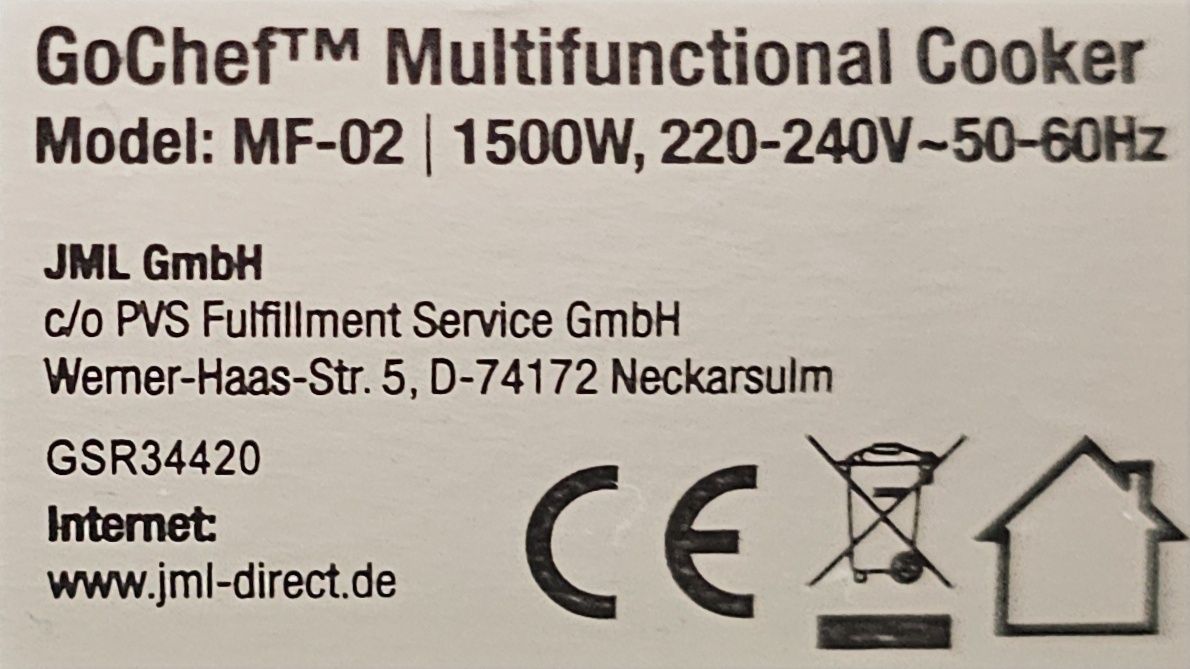 GoChef™ Multifunctional Cooker
Model: MF-02 | 1500W, 220-240V~50-60Hz
JML GmbH
c/o PVS Fulfillment Service GmbH
Werner-Haas-Str. 5, D-74172 Neckarsulm
GSR34420
Internet:
www.jml-direct.de
CE